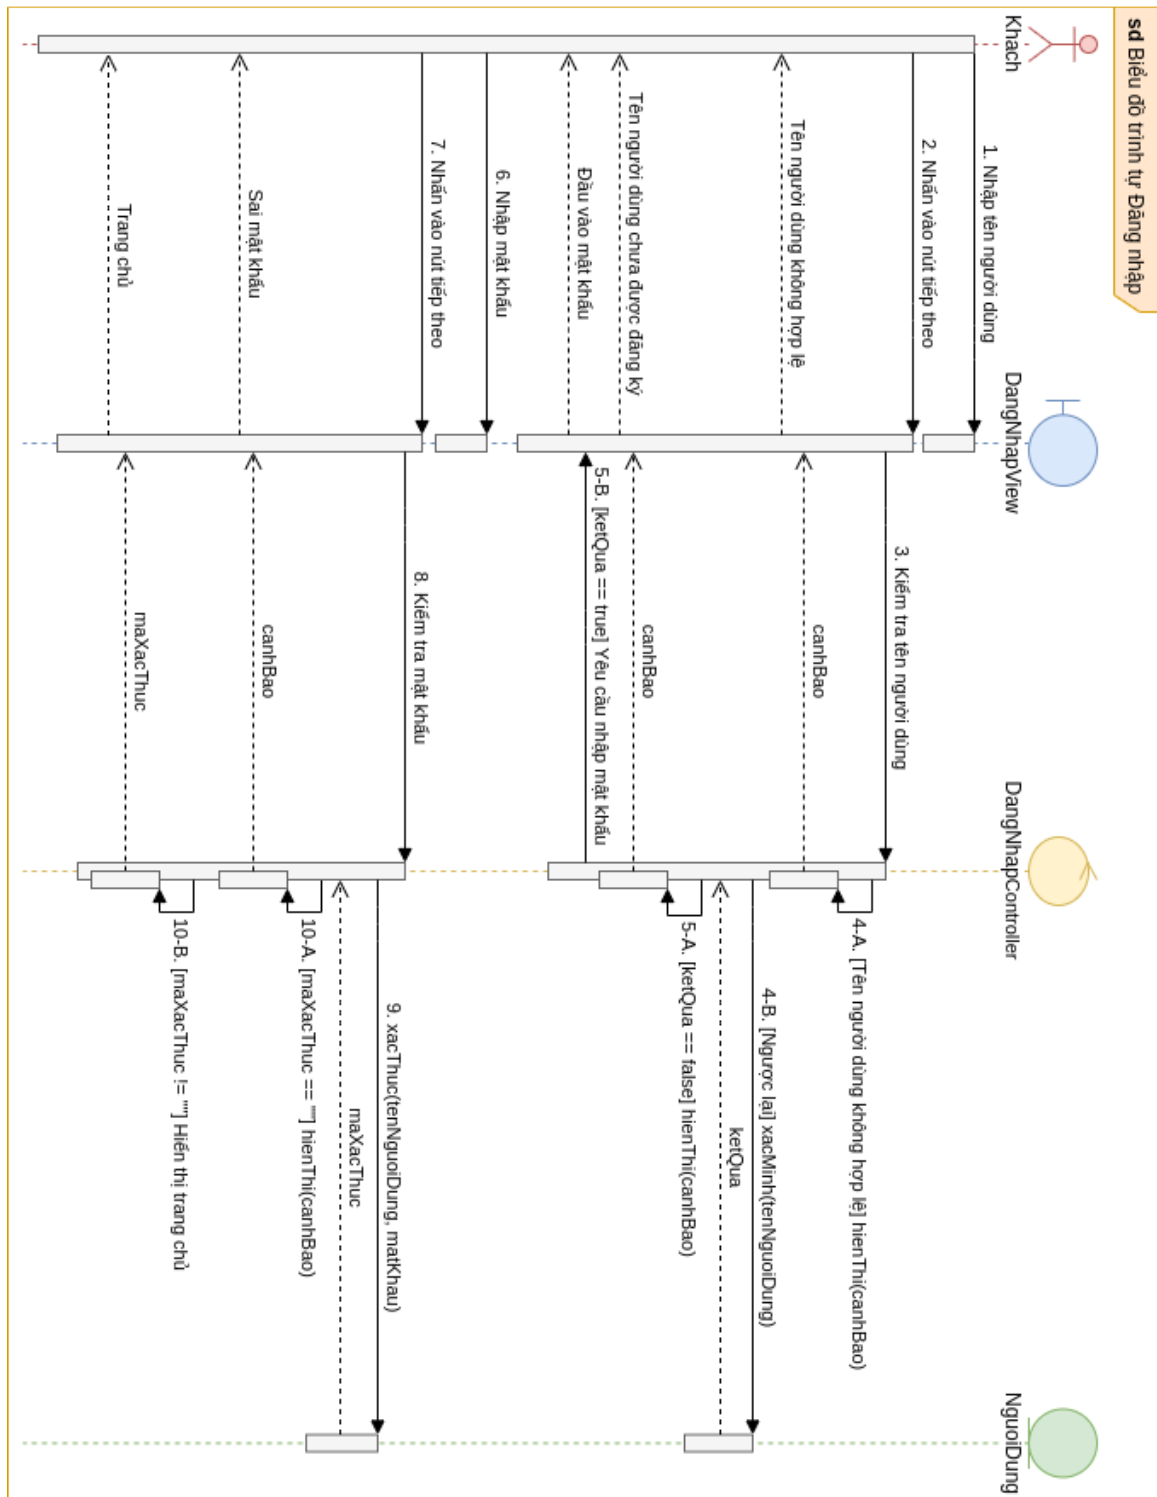 sd Biểu đồ trình tự Đăng nhập
Khach
DangNhapView
DangNhapController
NguoiDung
1. Nhập tên người dùng
2. Nhấn vào nút tiếp theo
3. Kiểm tra tên người dùng
4-A. [Tên người dùng không hợp lệ] hienThi(canhBao)
canhBao
Tên người dùng không hợp lệ
4-B. [Ngược lại] xacMinh(tenNguoiDung)
ketQua
5-A. [ketQua == false] hienThi(canhBao)
canhBao
Tên người dùng chưa được đăng ký
5-B. [ketQua == true] Yêu cầu nhập mật khẩu
Đầu vào mật khẩu
6. Nhập mật khẩu
7. Nhấn vào nút tiếp theo
8. Kiểm tra mật khẩu
9. xacThuc(tenNguoiDung, matKhau)
maXacThuc
10-A. [maXacThuc == ""] hienThi(canhBao)
canhBao
Sai mật khẩu
10-B. [maXacThuc != ""] Hiển thị trang chủ
maXacThuc
Trang chủ